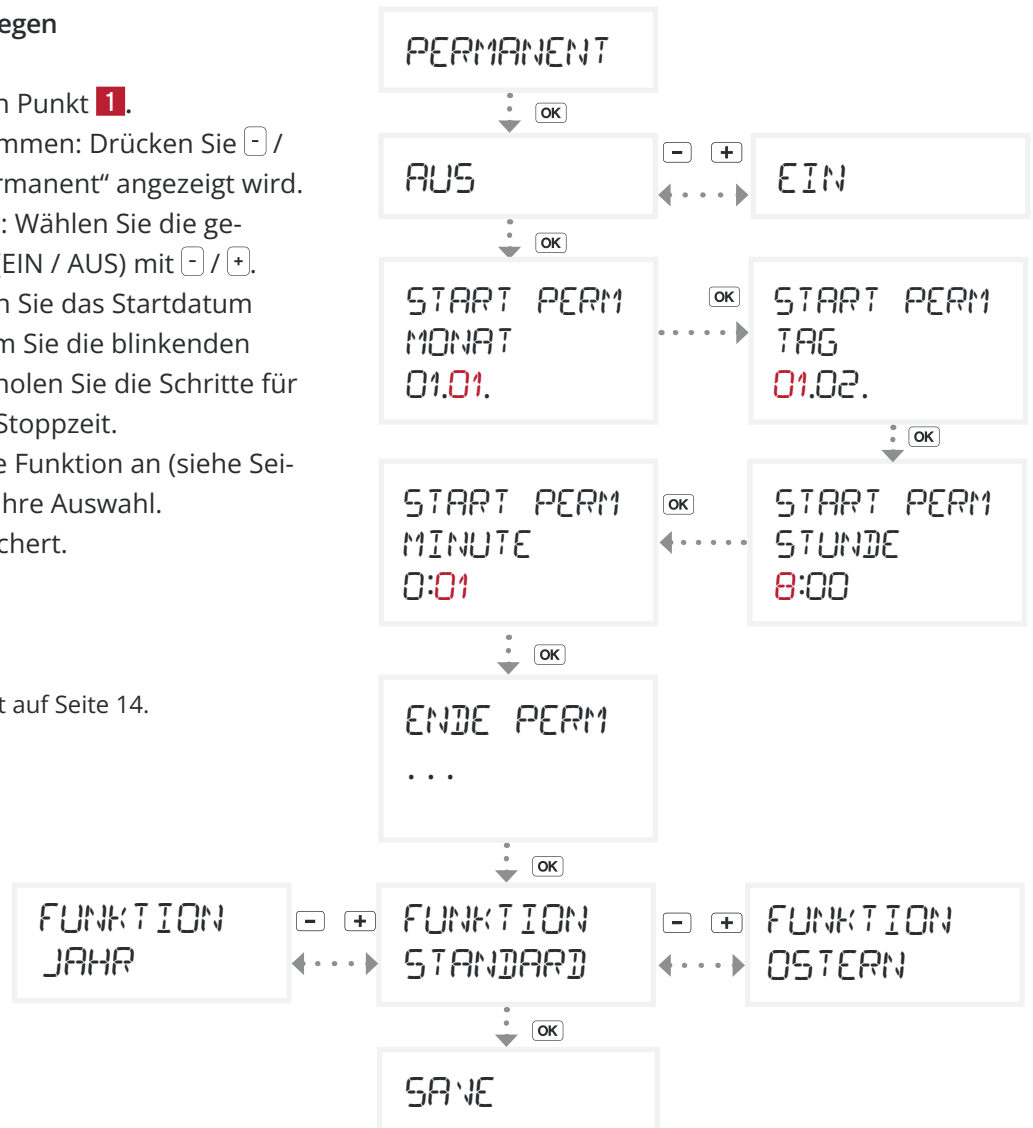 egen
n Punkt 1.
mmen: Drücken Sie - /
rmanent“ angezeigt wird.
: Wählen Sie die ge-
(EIN / AUS) mit - / +.
n Sie das Startdatum
m Sie die blinkenden
nolen Sie die Schritte für
Stoppzeit.
e Funktion an (siehe Sei-
hre Auswahl.
chert.
t auf Seite 14.
PERMANENT
OK
AUS
- +
EIN
OK
START PERM
MONAT
01.01.
OK
START PERM
TAG
01.02.
OK
START PERM
STUNDE
8:00
OK
START PERM
MINUTE
0:01
OK
ENDE PERM
...
OK
FUNKTION
JAHR
- +
FUNKTION
STANDARD
- +
FUNKTION
OSTERN
OK
SAVE